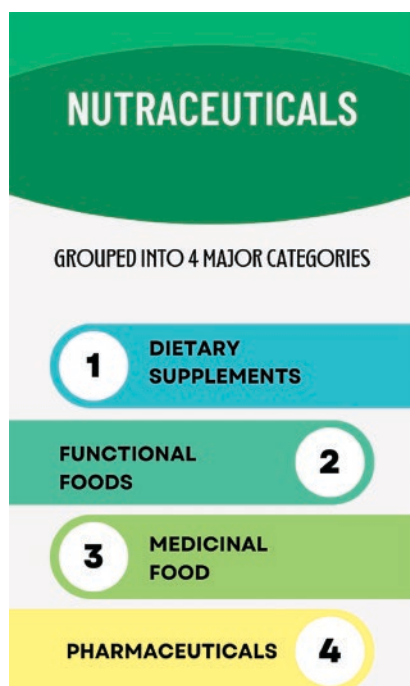 NUTRACEUTICALS
GROUPED INTO 4 MAJOR CATEGORIES
1
DIETARY
SUPPLEMENTS
FUNCTIONAL
FOODS
2
3
MEDICINAL
FOOD
PHARMACEUTICALS
4